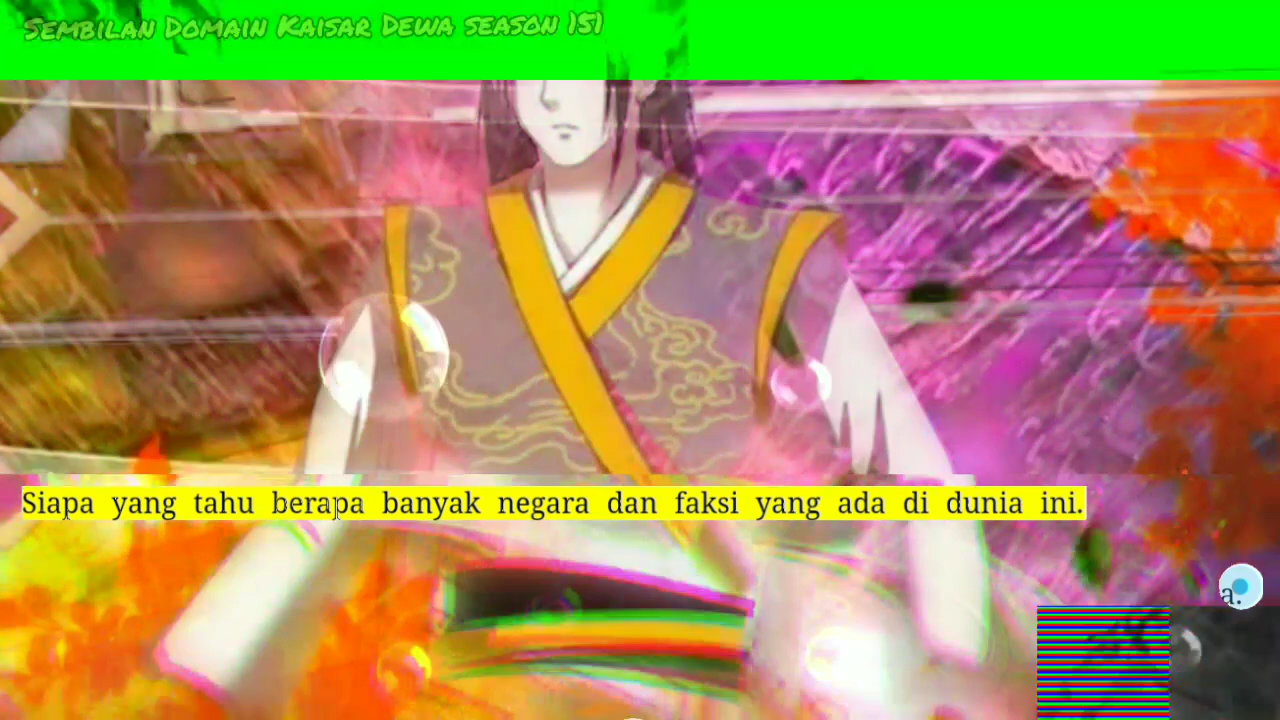 Sembilan Domain Kaisar Dewa season 151
Siapa yang tahu berapa banyak negara dan faksi yang ada di dunia ini.
a.